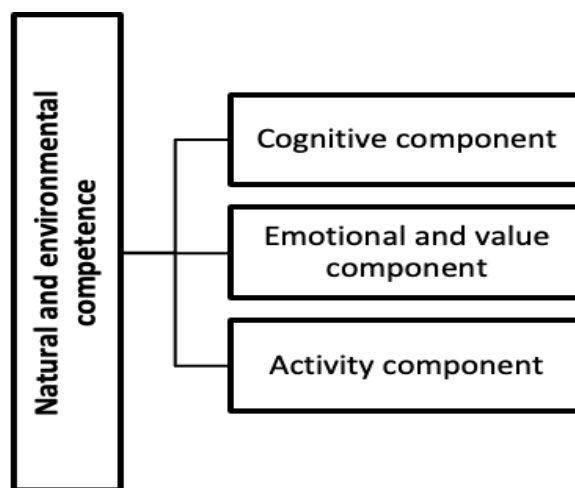 Natural and environmental
competence
Cognitive component
Emotional and value
component
Activity component